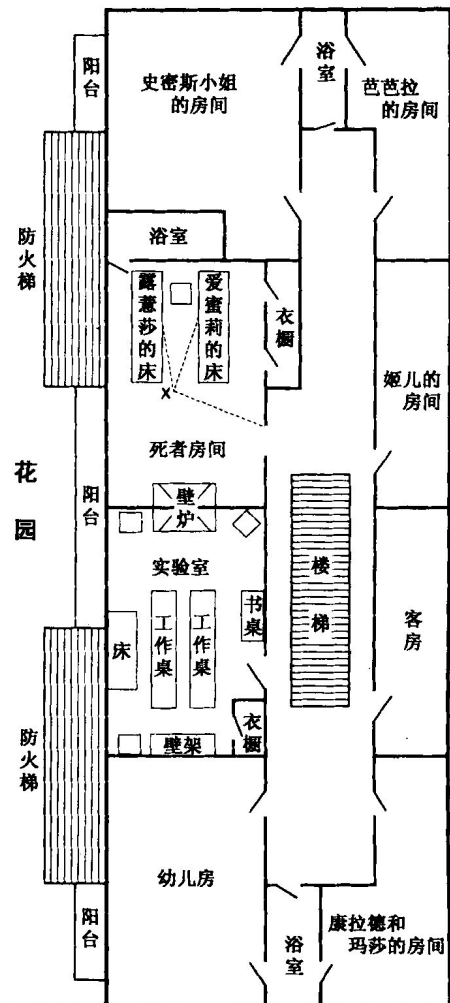 阳台
史密斯小姐
的房间
浴室
芭芭拉
的房间
防火梯
浴室
露薏莎的床
爱蜜莉的床
衣橱
姬儿的
房间
X
死者房间
花园
阳台
壁炉
实验室
楼梯
书桌
工作桌
工作桌
床
客房
衣橱
壁架
防火梯
幼儿房
阳台
浴室
康拉德和
玛莎的房间